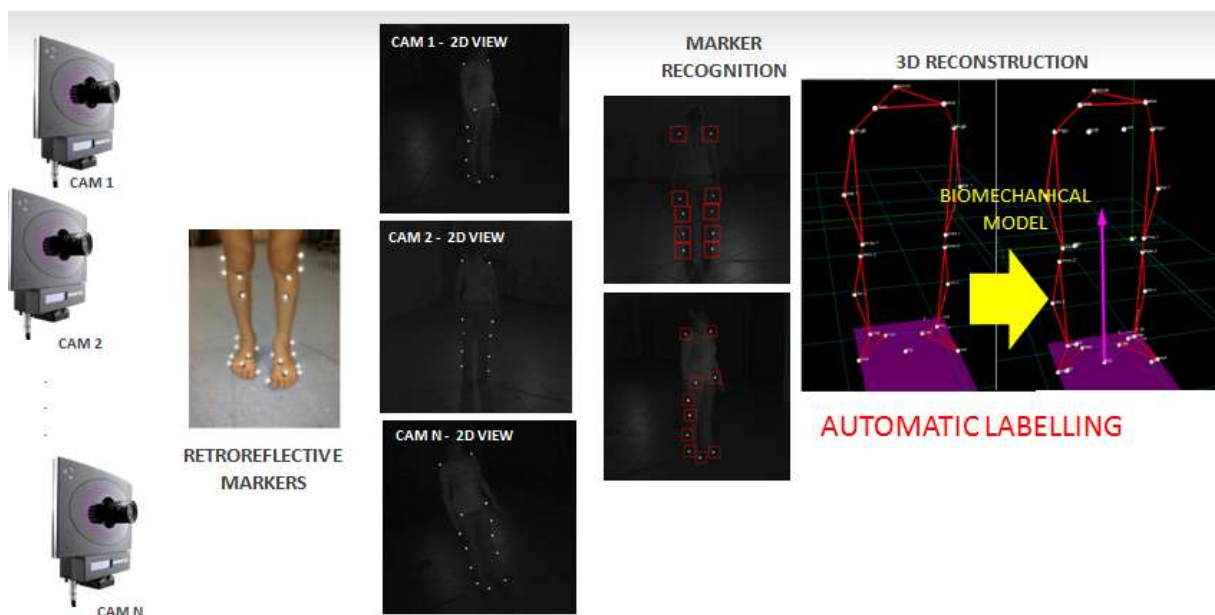 CAM 1
CAM 2
CAM N
RETROREFLECTIVE
MARKERS
CAM 1 - 2D VIEW
CAM 2 - 2D VIEW
CAM N - 2D VIEW
MARKER
RECOGNITION
3D RECONSTRUCTION
BIOMECHANICAL
MODEL
AUTOMATIC LABELLING